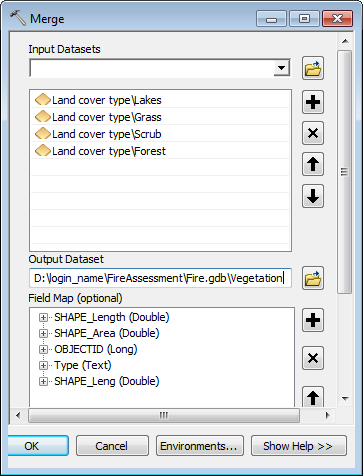 Merge
Input Datasets
Land cover type\Lakes
Land cover type\Grass
Land cover type\Scrub
Land cover type\Forest
Output Dataset
D:\login_name\FireAssessment\Fire.gdb\Vegetation
Field Map (optional)
SHAPE_Length (Double)
SHAPE_Area (Double)
OBJECTID (Long)
Type (Text)
SHAPE_Leng (Double)
OK
Cancel
Environments...
Show Help >>